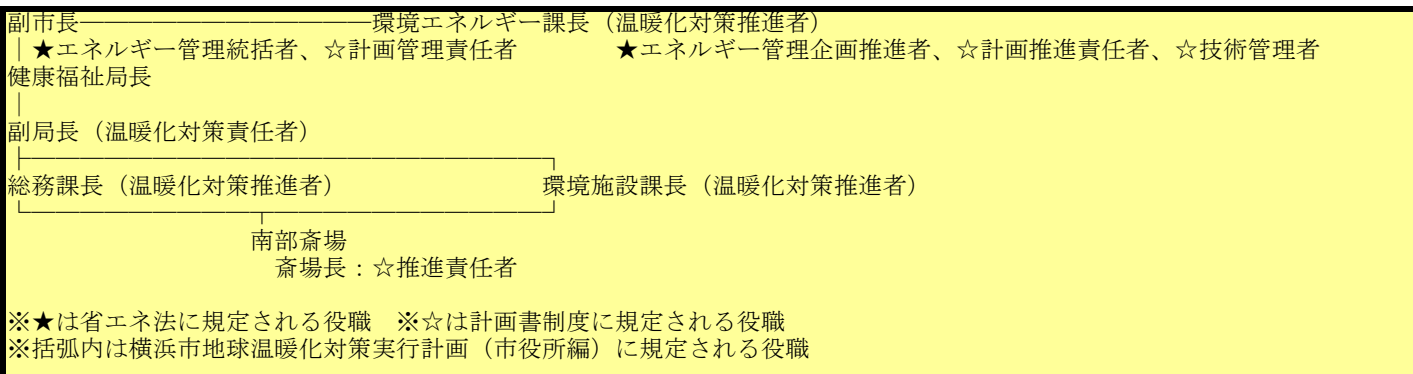 副市長――――――――――――環境エネルギー課長（温暖化対策推進者）
｜★エネルギー管理統括者、☆計画管理責任者　　　　★エネルギー管理企画推進者、☆計画推進責任者、☆技術管理者
健康福祉局長
｜
副局長（温暖化対策責任者）
├―――――――――――――――――――――┐
総務課長（温暖化対策推進者）　　　　　　　　　環境施設課長（温暖化対策推進者）
└――――――――――┬―――――――――――┘
　　　　　　　　　　南部斎場
　　　　　　　　　　　斎場長：☆推進責任者
※★は省エネ法に規定される役職　※☆は計画書制度に規定される役職
※括弧内は横浜市地球温暖化対策実行計画（市役所編）に規定される役職